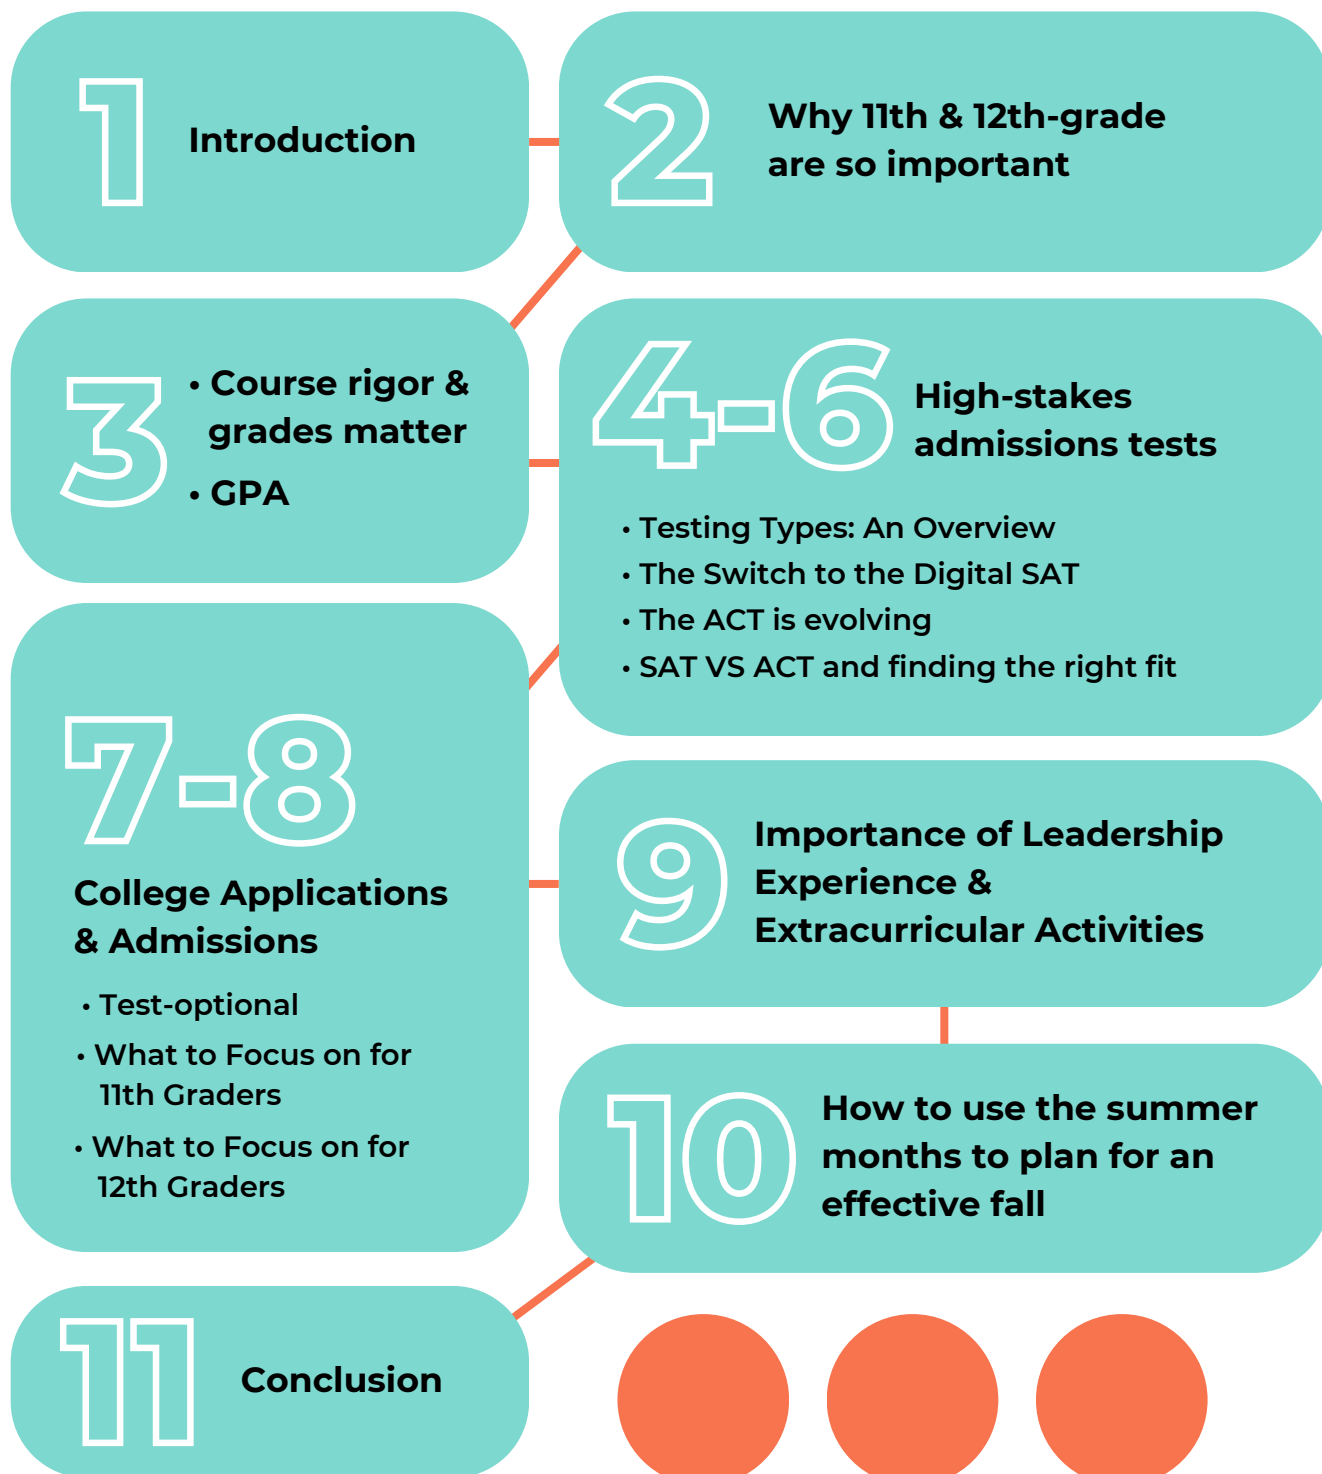 1
Introduction
2
Why 11th & 12th-grade
are so important
3
• Course rigor &
grades matter
• GPA
4-6
High-stakes
admissions tests
• Testing Types: An Overview
• The Switch to the Digital SAT
• The ACT is evolving
• SAT VS ACT and finding the right fit
7-8
College Applications
& Admissions
• Test-optional
• What to Focus on for
11th Graders
• What to Focus on for
12th Graders
9
Importance of Leadership
Experience &
Extracurricular Activities
10
How to use the summer
months to plan for an
effective fall
11
Conclusion